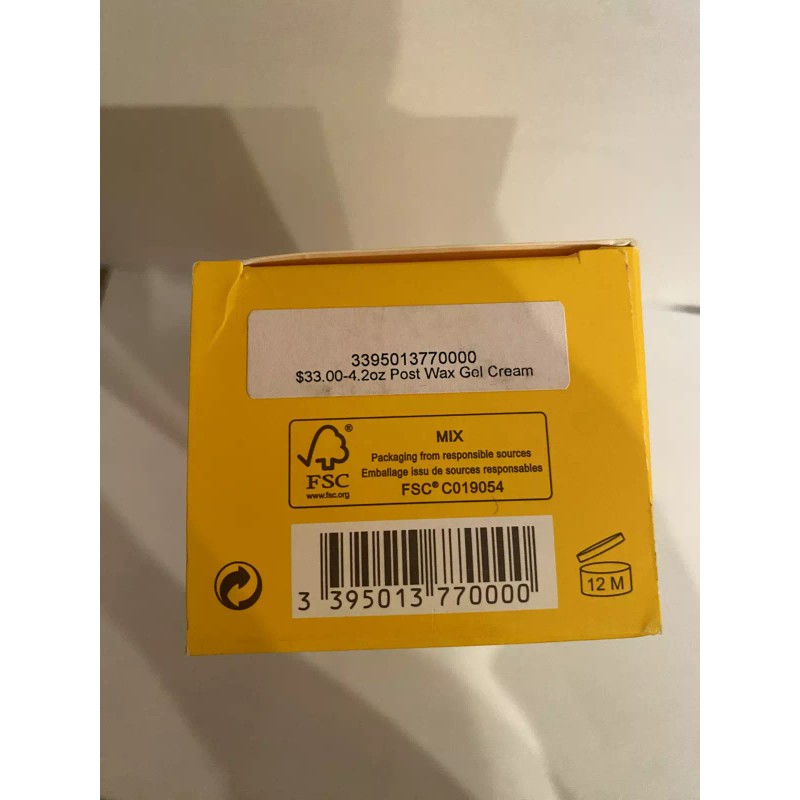 3395013770000
$33.00-4.2oz Post Wax Gel Cream
®
FSC
www.fsc.org
MIX
Packaging from responsible sources
Emballage issu de sources responsables
FSC® C019054
3 395013 770000
12 M